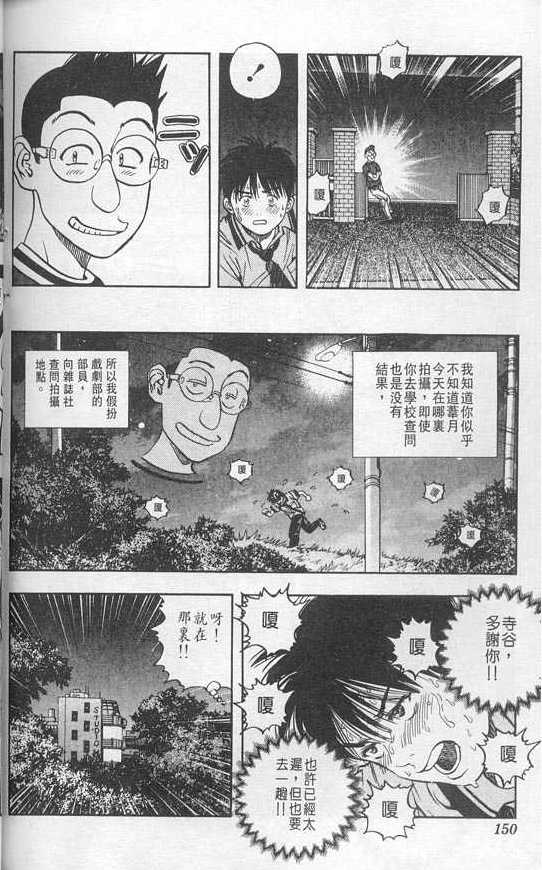 嗄
嗄
嗄
!
ニッ
我知道你似乎
不知道葦月
今天在哪裏
拍攝,即使
你去學校查問
也是没有
結果,
所以我假扮
戲劇部的
部員,
向雜誌社
查問拍攝
地點。
嗄
嗄
嗄
寺谷,
多謝你!!
嗄
嗄
嗄
嗄
嗄
嗄
也許已經太
遲,但也要
去一趟!!
呀!
就在
那裏!!
STUDIO
150